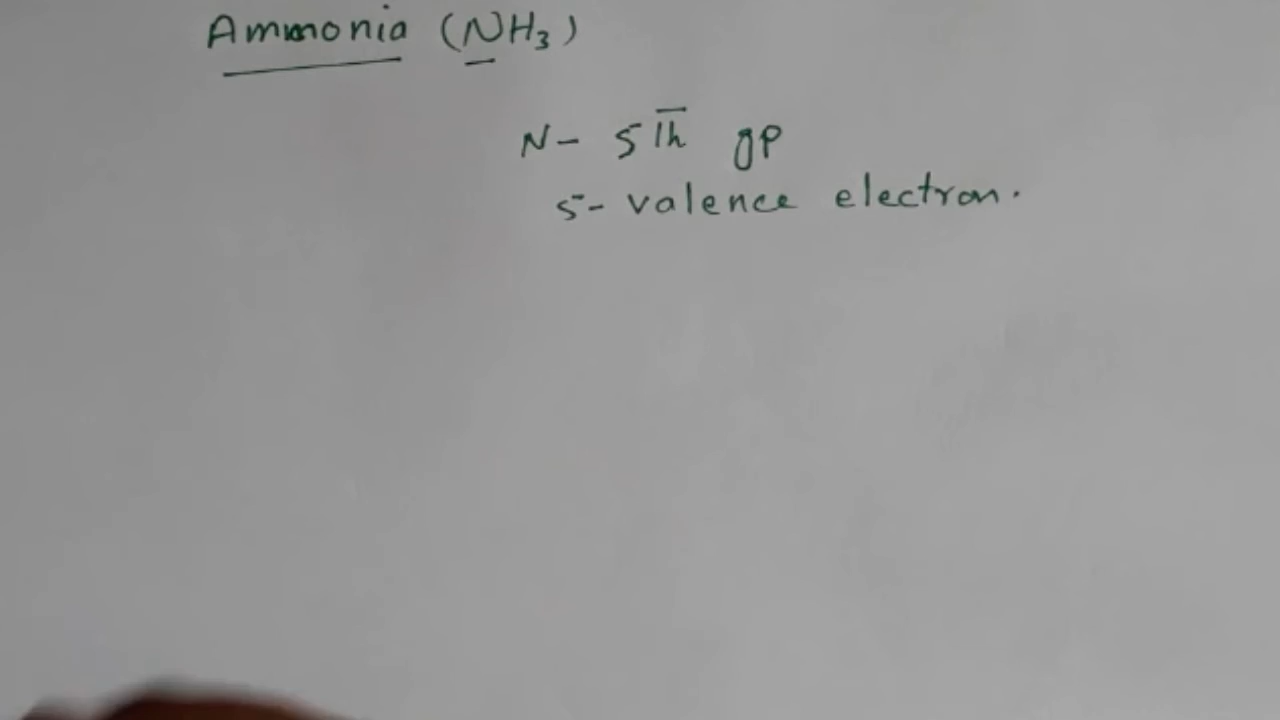 Ammonia (NH₃)
N- 5th gp
5- valence electron.